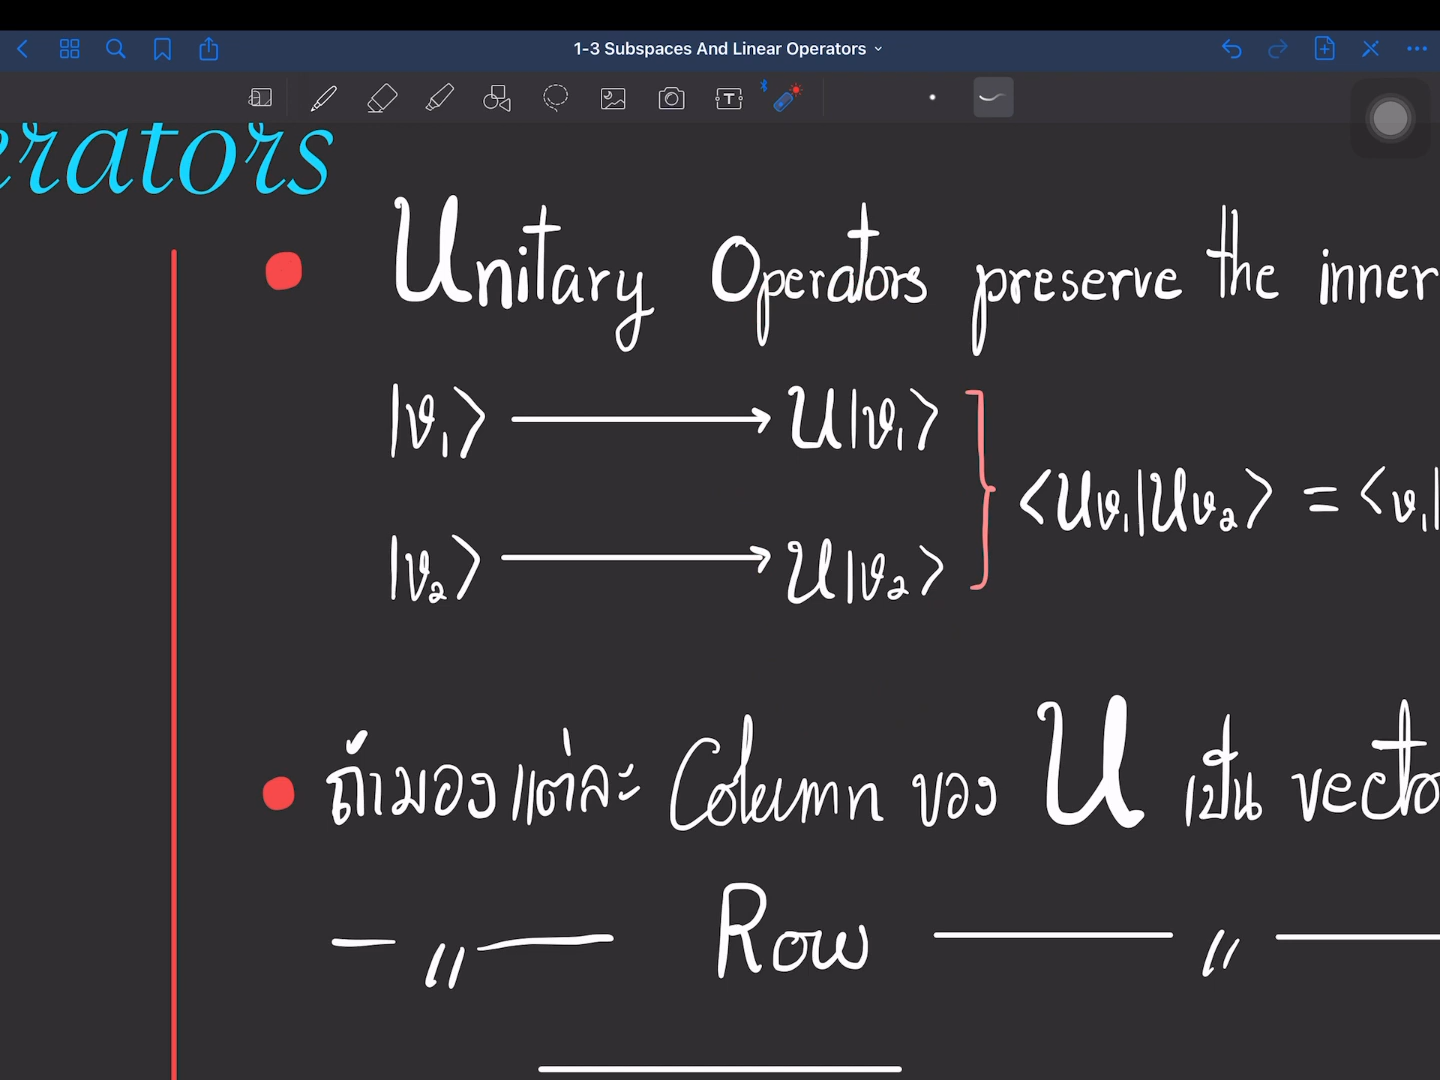 1-3 Subspaces And Linear Operators
erators
Unitary Operators preserve the inner
|v₁⟩ ⟶ U|v₁⟩
⟨Uv₁|Uv₂⟩ = ⟨v₁|
|v₂⟩ ⟶ U|v₂⟩
ถ้ามองแต่ละ Column ของ U เป็น vecto
—〃 — Row — 〃 —